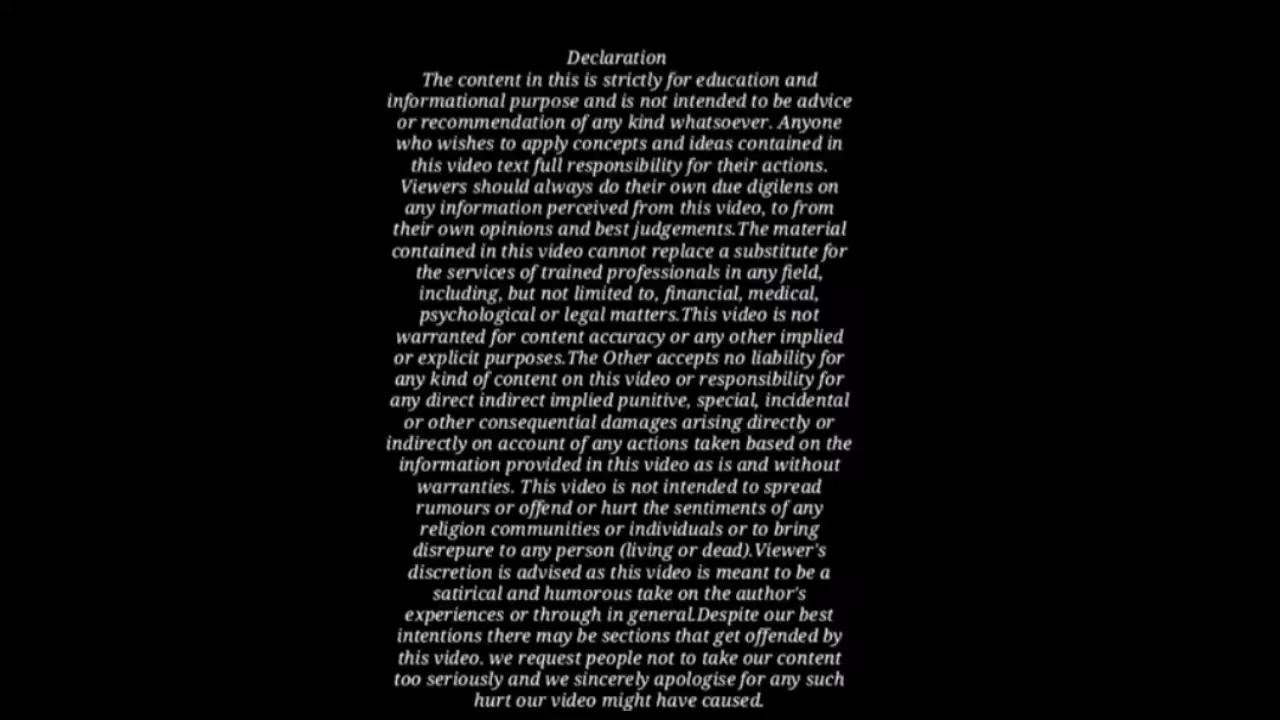 Declaration
The content in this is strictly for education and
informational purpose and is not intended to be advice
or recommendation of any kind whatsoever. Anyone
who wishes to apply concepts and ideas contained in
this video text full responsibility for their actions.
Viewers should always do their own due digilens on
any information perceived from this video, to from
their own opinions and best judgements.The material
contained in this video cannot replace a substitute for
the services of trained professionals in any field,
including, but not limited to, financial, medical,
psychological or legal matters.This video is not
warranted for content accuracy or any other implied
or explicit purposes.The Other accepts no liability for
any kind of content on this video or responsibility for
any direct indirect implied punitive, special, incidental
or other consequential damages arising directly or
indirectly on account of any actions taken based on the
information provided in this video as is and without
warranties. This video is not intended to spread
rumours or offend or hurt the sentiments of any
religion communities or individuals or to bring
disrepure to any person (living or dead).Viewer's
discretion is advised as this video is meant to be a
satirical and humorous take on the author's
experiences or through in general.Despite our best
intentions there may be sections that get offended by
this video. we request people not to take our content
too seriously and we sincerely apologise for any such
hurt our video might have caused.